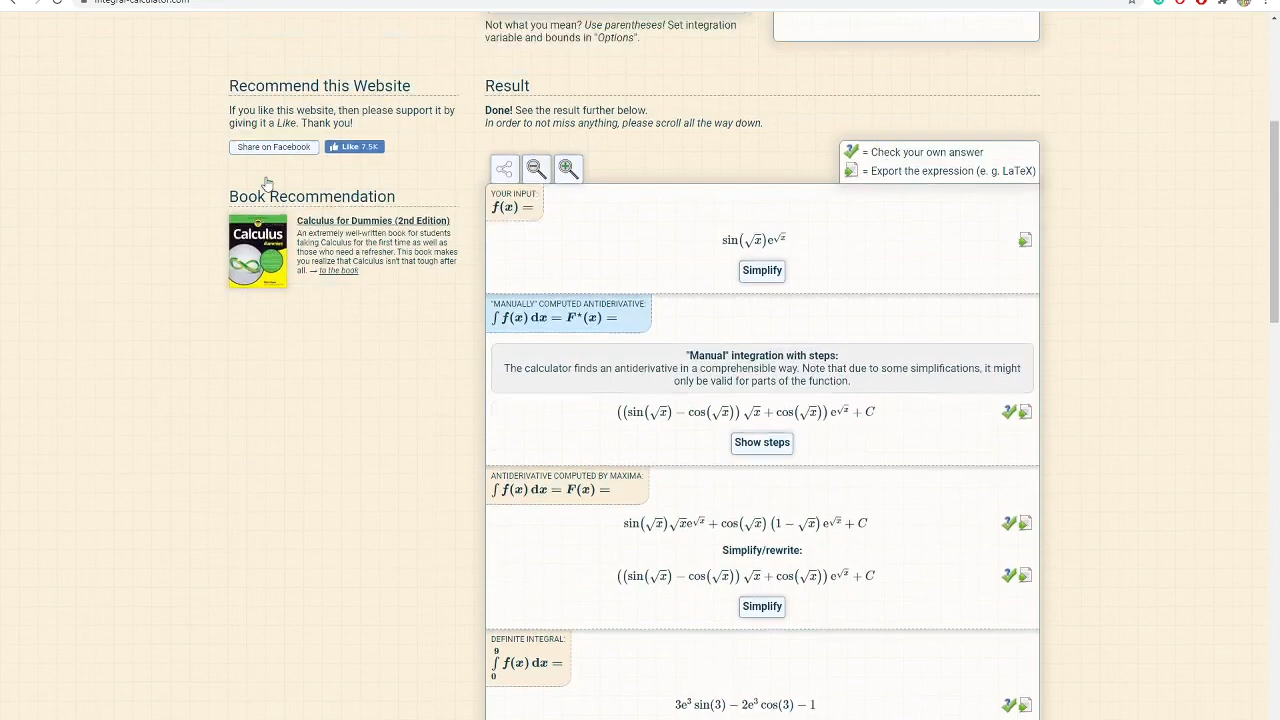 integral-calculator.com
Not what you mean? Use parentheses! Set integration
variable and bounds in "Options".
Recommend this Website
If you like this website, then please support it by
giving it a Like. Thank you!
Share on Facebook
Like 7.5K
Book Recommendation
Calculus for Dummies (2nd Edition)
An extremely well-written book for students
taking Calculus for the first time as well as
those who need a refresher. This book makes
you realize that Calculus isn't that tough after
all. → to the book
Calculus
Result
Done! See the result further below.
In order to not miss anything, please scroll all the way down.
= Check your own answer
= Export the expression (e. g. LaTeX)
YOUR INPUT:
f(x) =
sin(√x)e^√x
Simplify
"MANUALLY" COMPUTED ANTIDERIVATIVE:
∫ f(x) dx = F*(x) =
"Manual" integration with steps:
The calculator finds an antiderivative in a comprehensible way. Note that due to some simplifications, it might
only be valid for parts of the function.
((sin(√x) − cos(√x)) √x + cos(√x)) e^√x + C
Show steps
ANTIDERIVATIVE COMPUTED BY MAXIMA:
∫ f(x) dx = F(x) =
sin(√x)√xe^√x + cos(√x) (1 − √x) e^√x + C
Simplify/rewrite:
((sin(√x) − cos(√x)) √x + cos(√x)) e^√x + C
Simplify
DEFINITE INTEGRAL:
9
∫ f(x) dx =
0
3e³ sin(3) − 2e³ cos(3) − 1